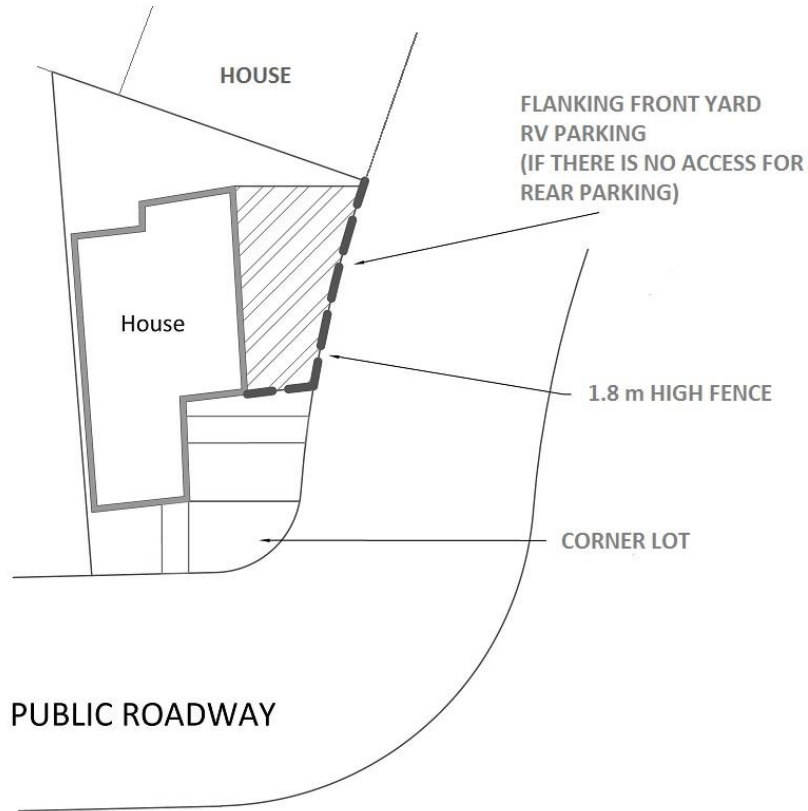 HOUSE
FLANKING FRONT YARD
RV PARKING
(IF THERE IS NO ACCESS FOR
REAR PARKING)
House
1.8 m HIGH FENCE
CORNER LOT
PUBLIC ROADWAY